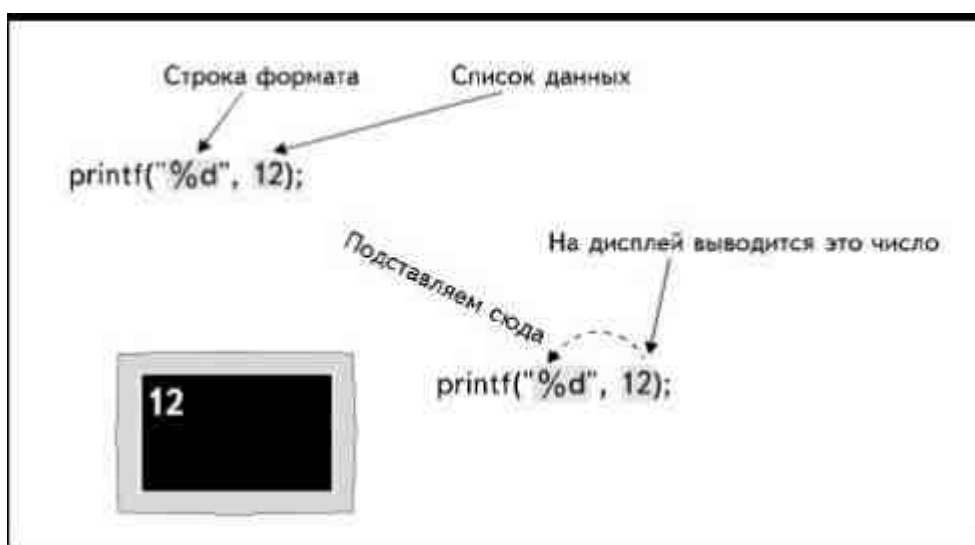 Строка формата
Список данных
printf("%d", 12);
Подставляем сюда
На дисплей выводится это число
printf("%d", 12);
12